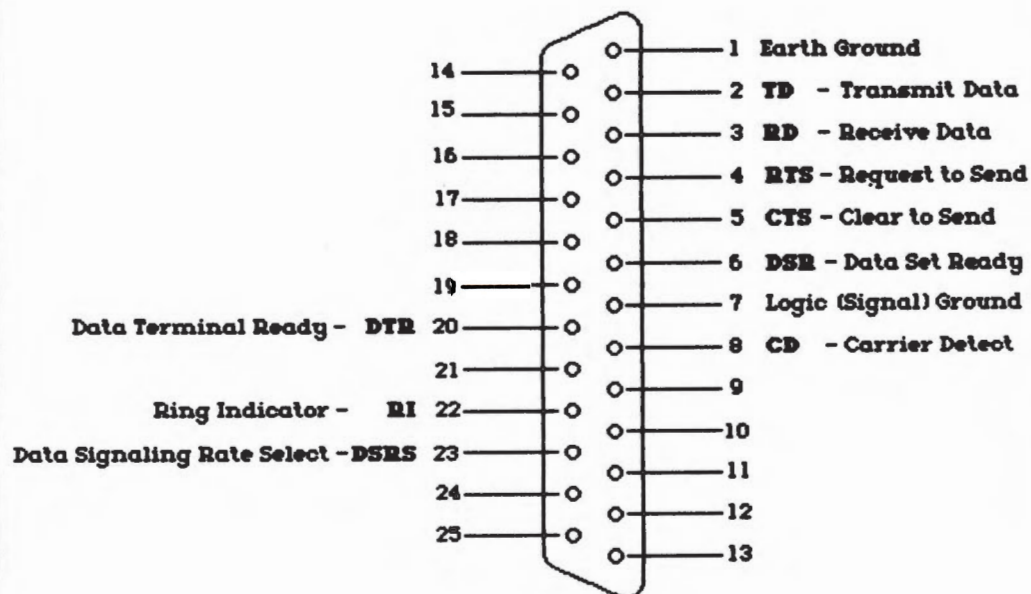 1 Earth Ground
2 TD - Transmit Data
3 RD - Receive Data
4 RTS - Request to Send
5 CTS - Clear to Send
6 DSR - Data Set Ready
7 Logic (Signal) Ground
8 CD - Carrier Detect
9
10
11
12
13
14
15
16
17
18
19
Data Terminal Ready - DTR 20
21
Ring Indicator - RI 22
Data Signaling Rate Select - DSRS 23
24
25